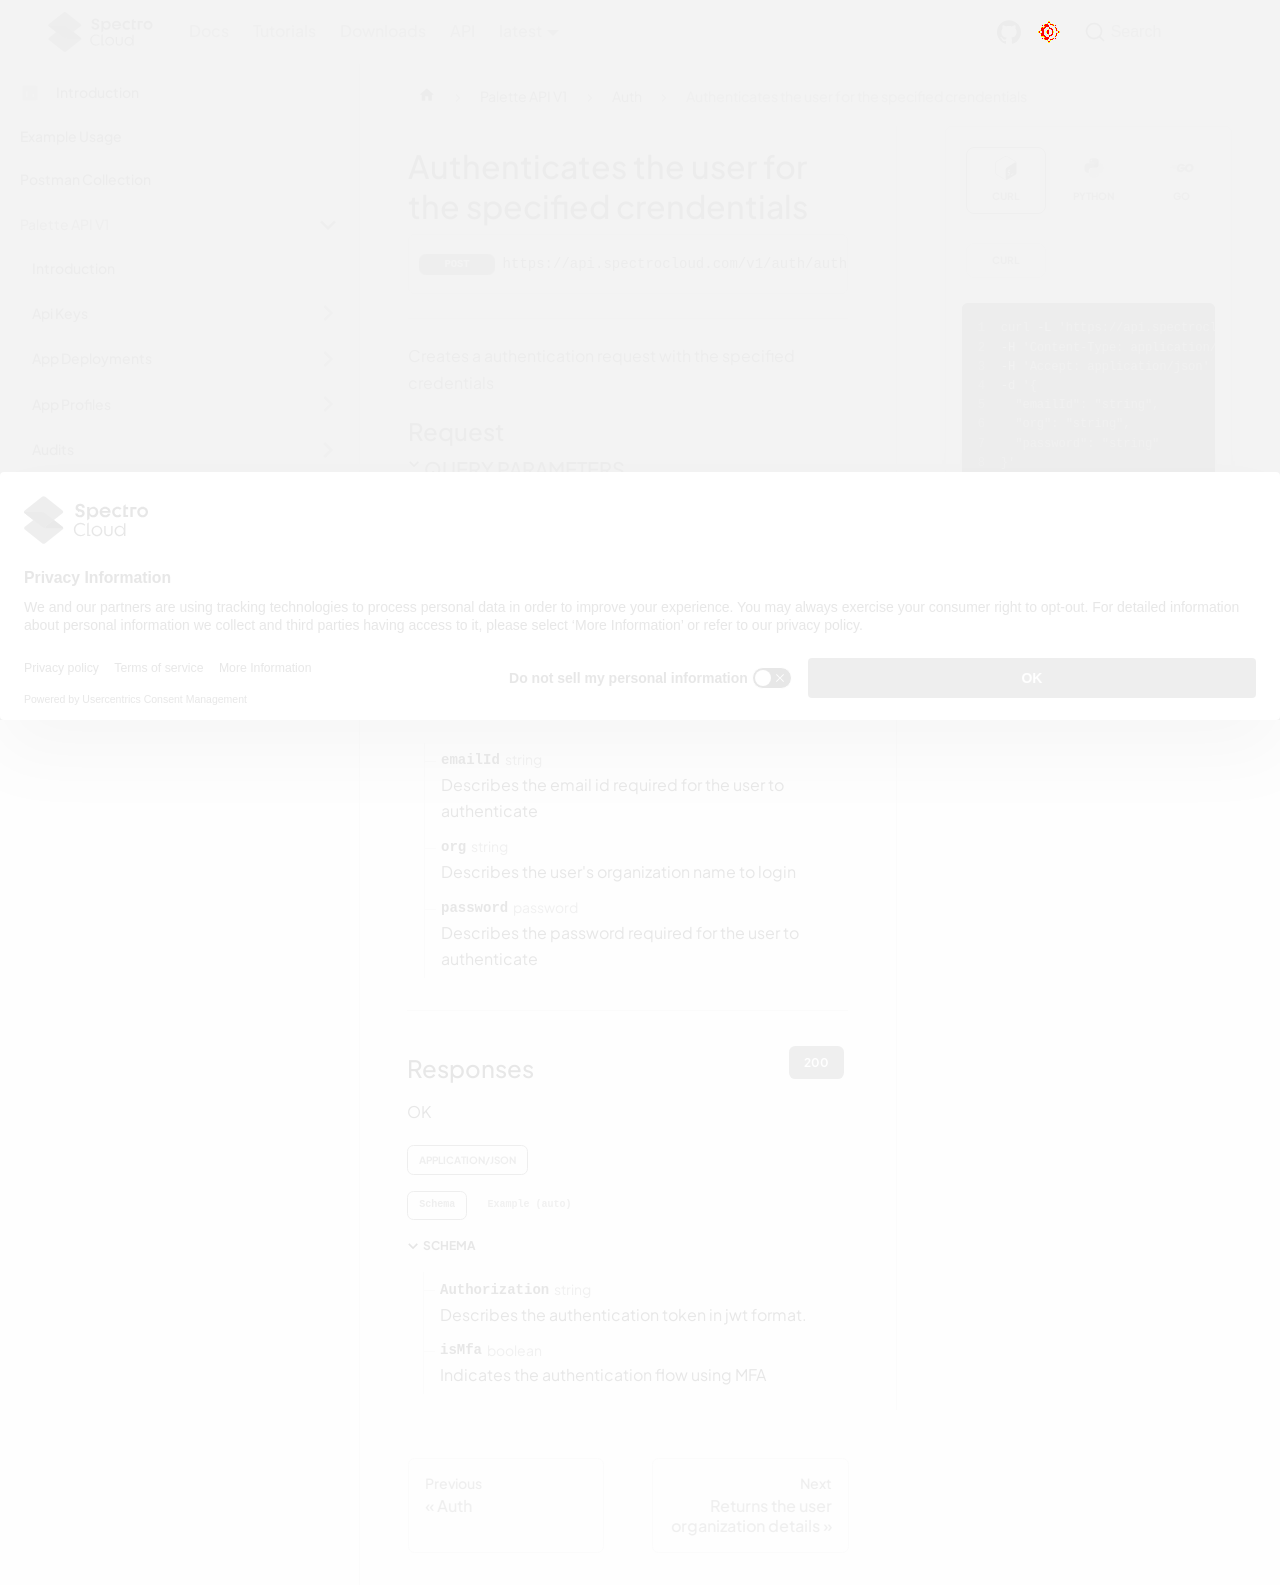 Spectro
Cloud
Docs Tutorials Downloads API latest
Search
Introduction
Example Usage
Postman Collection
Palette API V1
Introduction
Api Keys
App Deployments
App Profiles
Audits
Palette API V1
Auth
Authenticates the user for the specified crendentials
Authenticates the user for
the specified crendentials
https://api.spectrocloud.com/v1/auth/auth
Creates a authentication request with the specified
credentials
Request
QUERY PARAMETERS
CURL
PYTHON
GO
CURL
Spectro
Cloud
Privacy Information
We and our partners are using tracking technologies to process personal data in order to improve your experience. You may always exercise your consumer right to opt-out. For detailed information
about personal information we collect and third parties having access to it, please select 'More Information' or refer to our privacy policy.
Privacy policy Terms of service More Information
Powered by Usercentrics Consent Management
Do not sell my personal information
OK
emailId string
Describes the email id required for the user to
authenticate
org string
Describes the user's organization name to login
password password
Describes the password required for the user to
authenticate
Responses
200
OK
APPLICATION/JSON
Schema Example (auto)
SCHEMA
Authorization string
Describes the authentication token in jwt format.
isMfa boolean
Indicates the authentication flow using MFA
Previous
« Auth
Next
Returns the user
organization details »